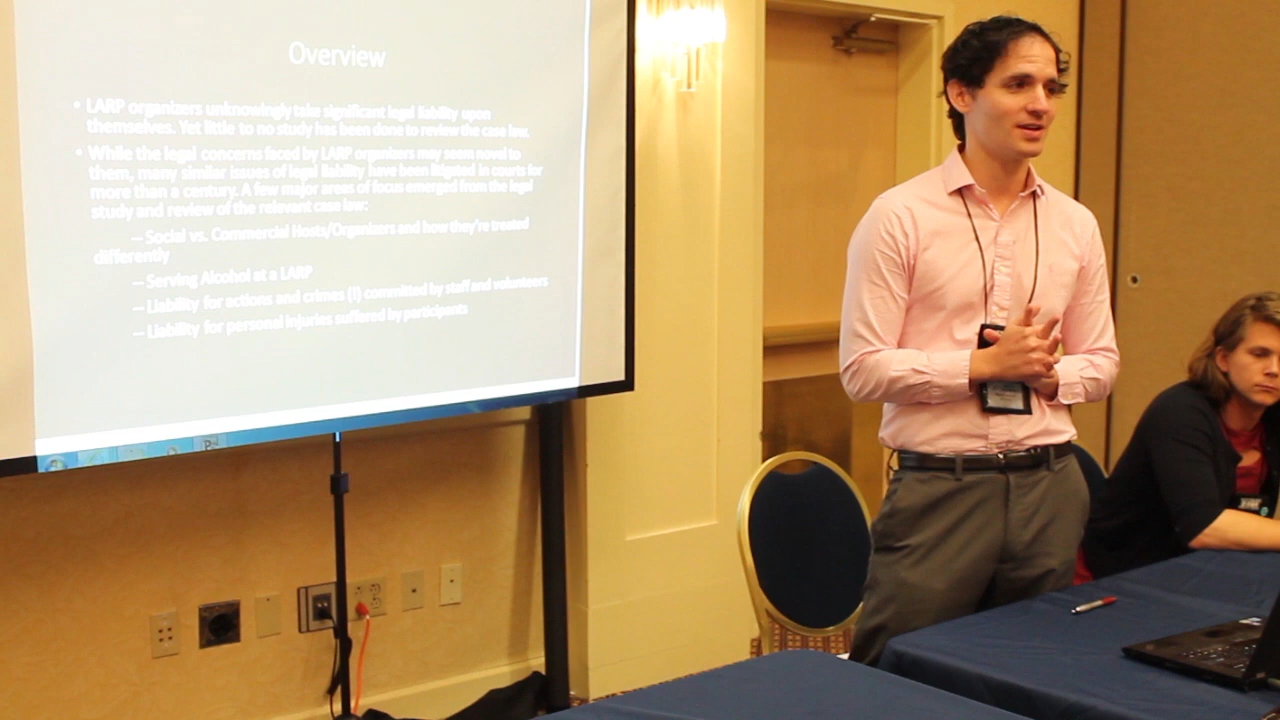 Overview
• LARP organizers unknowingly take significant legal liability upon
themselves. Yet little to no study has been done to review the case law.
• While the legal concerns faced by LARP organizers may seem novel to
them, many similar issues of legal liability have been litigated in courts for
more than a century. A few major areas of focus emerged from the legal
study and review of the relevant case law:
– Social vs. Commercial Hosts/Organizers and how they're treated
differently
– Serving Alcohol at a LARP
– Liability for actions and crimes (!) committed by staff and volunteers
– Liability for personal injuries suffered by participants